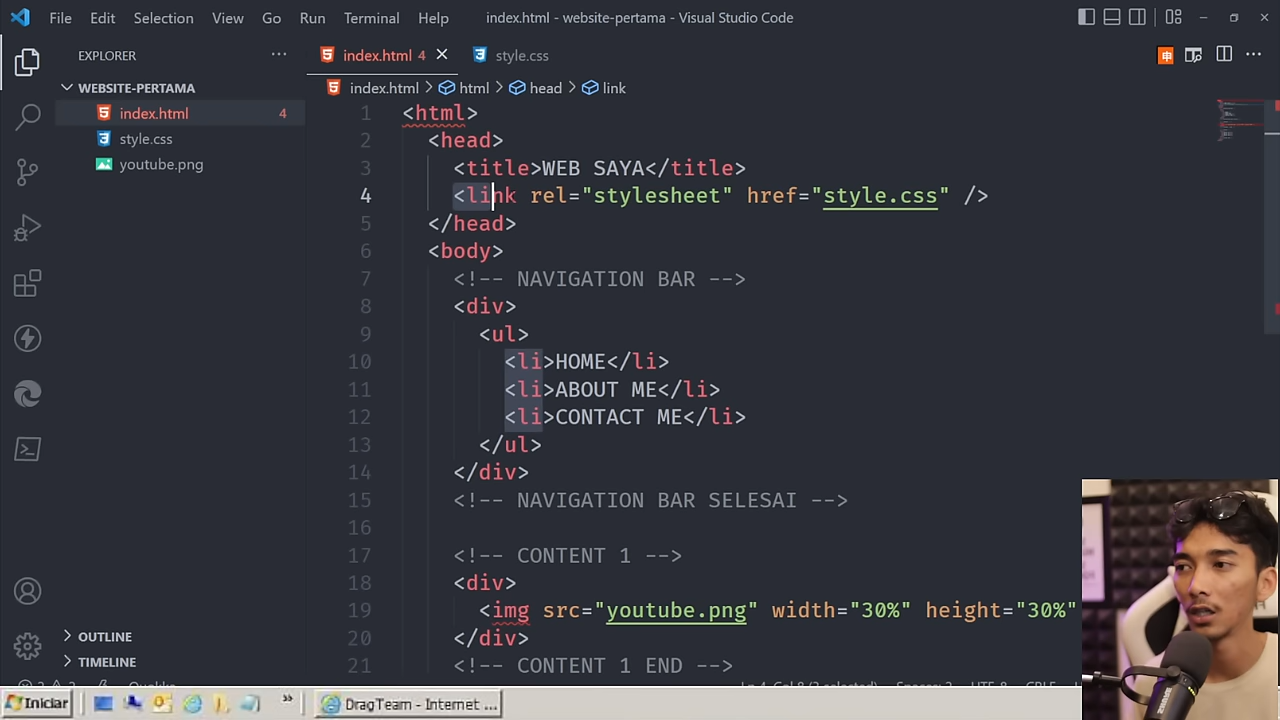 File Edit Selection View Go Run Terminal Help index.html - website-pertama - Visual Studio Code
EXPLORER
WEBSITE-PERTAMA
index.html 4
style.css
youtube.png
OUTLINE
TIMELINE
index.html 4 style.css
index.html > html > head > link
1 <html>
2 <head>
3 <title>WEB SAYA</title>
4 <link rel="stylesheet" href="style.css" />
5 </head>
6 <body>
7 <!-- NAVIGATION BAR -->
8 <div>
9 <ul>
10 <li>HOME</li>
11 <li>ABOUT ME</li>
12 <li>CONTACT ME</li>
13 </ul>
14 </div>
15 <!-- NAVIGATION BAR SELESAI -->
16
17 <!-- CONTENT 1 -->
18 <div>
19 <img src="youtube.png" width="30%" height="30%"
20 </div>
21 <!-- CONTENT 1 END -->
Iniciar DragTeam - Internet ...